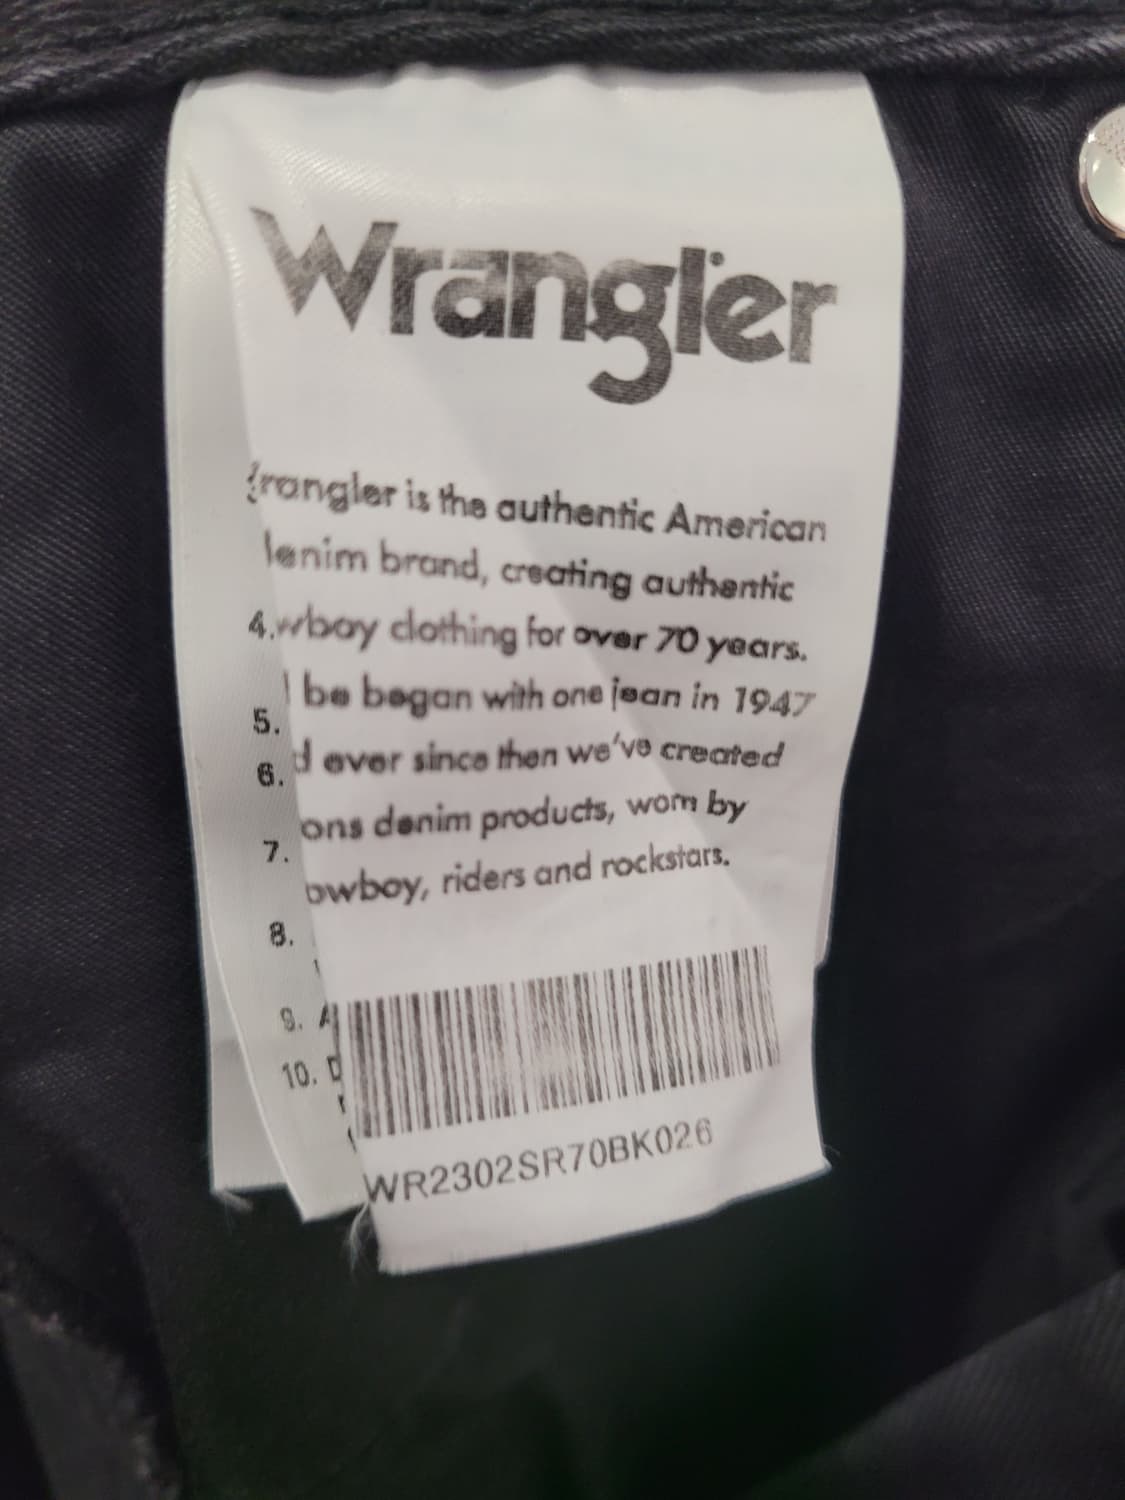 Wrangler
rangler is the authentic American
denim brand, creating authentic
4.
wboy clothing for over 70 years.
be began with one jean in 1947
5.
d ever since then we've created
6.
ons denim products, worn by
7.
owboy, riders and rockstars.
8.
9. A
10. D
WR2302SR70BK026